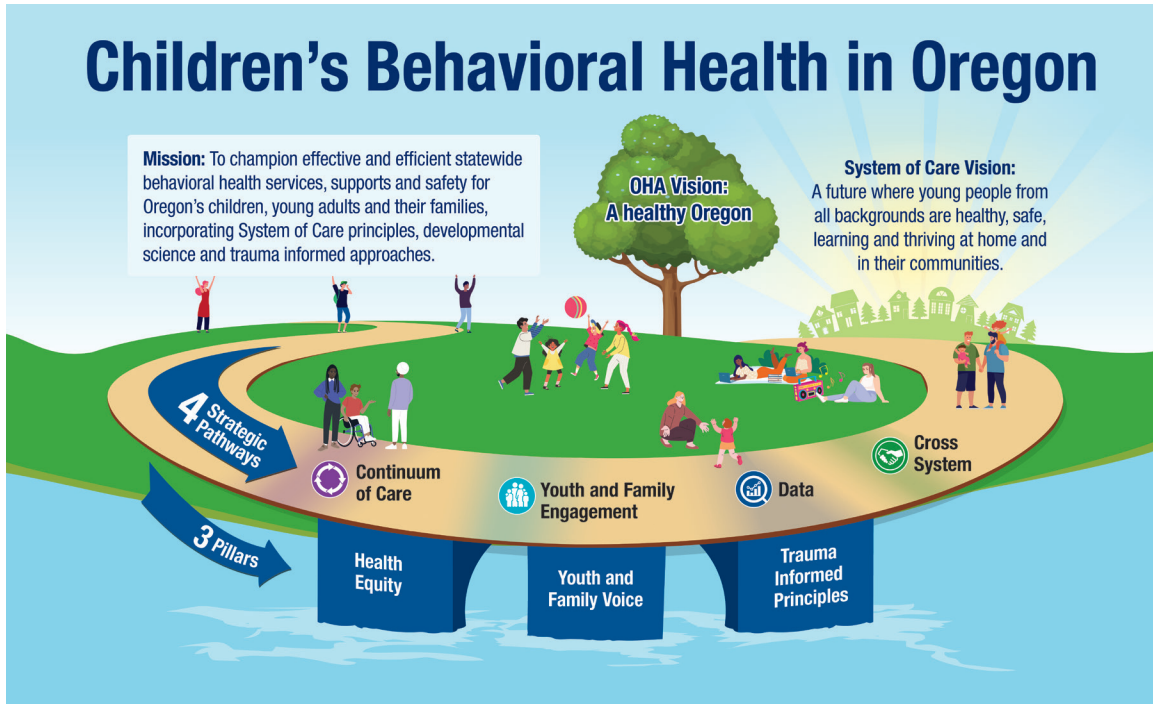 Children's Behavioral Health in Oregon
Mission: To champion effective and efficient statewide
behavioral health services, supports and safety for
Oregon's children, young adults and their families,
incorporating System of Care principles, developmental
science and trauma informed approaches.
OHA Vision:
A healthy Oregon
System of Care Vision:
A future where young people from
all backgrounds are healthy, safe,
learning and thriving at home and
in their communities.
4 Strategic
Pathways
Continuum
of Care
Youth and Family
Engagement
Data
Cross
System
3 Pillars
Health
Equity
Youth and
Family Voice
Trauma
Informed
Principles